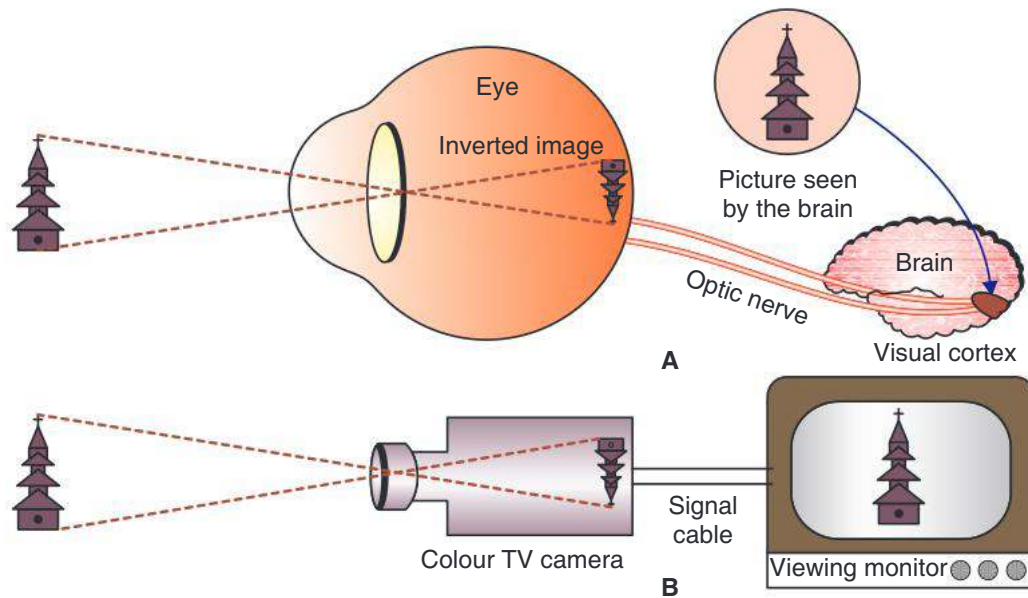 Eye
Inverted image
Picture seen
by the brain
Brain
Optic nerve
Visual cortex
A
Signal
cable
Colour TV camera
Viewing monitor
B